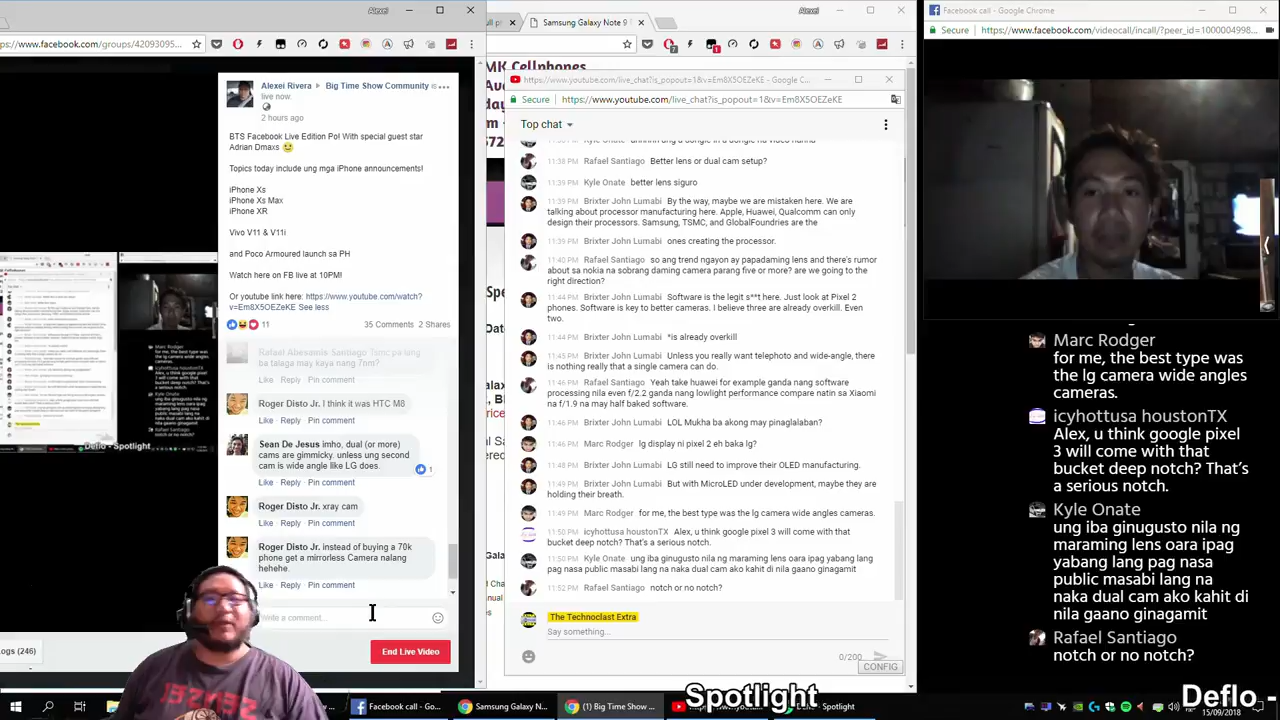 Alexei
ps://www.facebook.com/groups/42093095...
Alexei Rivera ▸ Big Time Show Community
live now
2 hours ago
BTS Facebook Live Edition Po! With special guest star
Adrian Dmaxs
Topics today include ung mga iPhone announcements!
iPhone Xs
iPhone Xs Max
iPhone XR
Vivo V11 & V11i
and Poco Armoured launch sa PH
Watch here on FB live at 10PM!
Or youtube link here: https://www.youtube.com/watch?
v=Em8X5OEZeKE See less
11
35 Comments 2 Shares
Rafael Abesamis Santiago Tsmc pa lang
ba talaga may kaya nang 7nm?
Like Reply Pin comment
Roger Disto Jr. I think it was HTC M8
Like Reply Pin comment
Sean De Jesus imho, dual (or more)
cams are gimmicky. unless ung second
cam is wide angle like LG does.
1
Like Reply Pin comment
Roger Disto Jr. xray cam
Like Reply Pin comment
Roger Disto Jr. instead of buying a 70k
phone get a mirrorless Camera nalang
hehehe.
Like Reply Pin comment
Write a comment...
End Live Video
ogs (246)
Samsung Galaxy Note 9
Alexei
MK Cellphones
https://www.youtube.com/live_chat?is_popout=1&v=Em8X5OEZeKE - Google C...
Secure https://www.youtube.com/live_chat?is_popout=1&v=Em8X5OEZeKE
Top chat
11:38 PM Rafael Santiago Better lens or dual cam setup?
11:39 PM Kyle Onate better lens siguro
11:39 PM Brixter John Lumabi By the way, maybe we are mistaken here. We are
talking about processor manufacturing here. Apple, Huawei, Qualcomm can only
design their processors. Samsung, TSMC, and GlobalFoundries are the
11:39 PM Brixter John Lumabi ones creating the processor.
11:40 PM Rafael Santiago so ang trend ngayon ay papadaming lens and there's rumor
about sa nokia na sobrang daming camera parang five or more? are we going to the
right direction?
11:44 PM Brixter John Lumabi Software is the legit s**t here. Just look at Pixel 2
phones. Software is key to better cameras. I believe 3 is already overkill. Even
two.
11:44 PM Brixter John Lumabi *is already overkill
11:45 PM Brixter John Lumabi Unless you really want telephoto and wide-angle, there
is nothing really that a single camera can do.
11:46 PM Rafael Santiago Yeah take huawei for example ganda nang software
processing nila even f/2.2 ganda nang lowlight performance compare natin sa Xiaomi
na f/1.9 na may half baked software.
11:46 PM Brixter John Lumabi LOL Mukha ba akong may pinaglalaban?
11:46 PM Marc Rodger lg display ni pixel 2 eh baka lg?
11:48 PM Brixter John Lumabi LG still need to improve their OLED manufacturing
11:49 PM Brixter John Lumabi But with MicroLED under development, maybe they are
holding their breath.
11:49 PM Marc Rodger for me, the best type was the lg camera wide angles cameras.
11:50 PM icyhottusa houstonTX Alex, u think google pixel 3 will come with that
bucket deep notch? That's a serious notch.
11:50 PM Kyle Onate ung iba ginugusto nila ng maraming lens oara ipag yabang lang
pag nasa public masabi lang na naka dual cam ako kahit di nila gaano ginagamit
11:52 PM Rafael Santiago notch or no notch?
The Technoclast Extra
Say something...
0/200
CONFIG
Facebook call - Google Chrome
Secure https://www.facebook.com/videocall/incall/?peer_id=1000004998...
Marc Rodger
for me, the best type was
the lg camera wide angles
cameras.
icyhottusa houstonTX
Alex, u think google pixel
3 will come with that
bucket deep notch? That's
a serious notch.
Kyle Onate
ung iba ginugusto nila ng
maraming lens oara ipag
yabang lang pag nasa
public masabi lang na
naka dual cam ako kahit di
nila gaano ginagamit
Rafael Santiago
notch or no notch?
Spotlight
Deflo -
Facebook call - Go...
Samsung Galaxy N...
(1) Big Time Show ...
15/09/2018